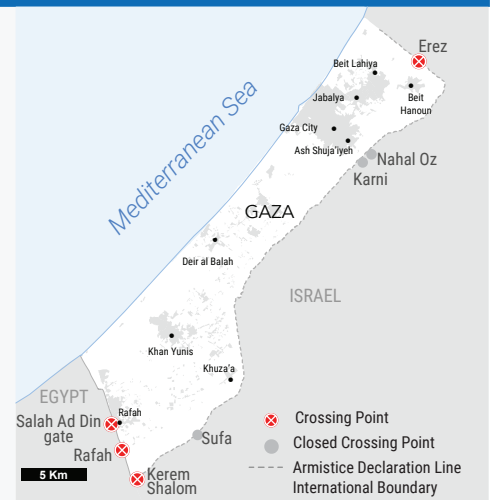 Erez
Beit Lahiya
Jabalya
Beit
Hanoun
Gaza City
Ash Shuja'iyeh
Nahal Oz
Karni
Mediterranean Sea
GAZA
Deir al Balah
ISRAEL
Khan Yunis
Khuza'a
EGYPT
Salah Ad Din
gate
Rafah
Sufa
Rafah
Kerem
Shalom
5 Km
Crossing Point
Closed Crossing Point
Armistice Declaration Line
International Boundary